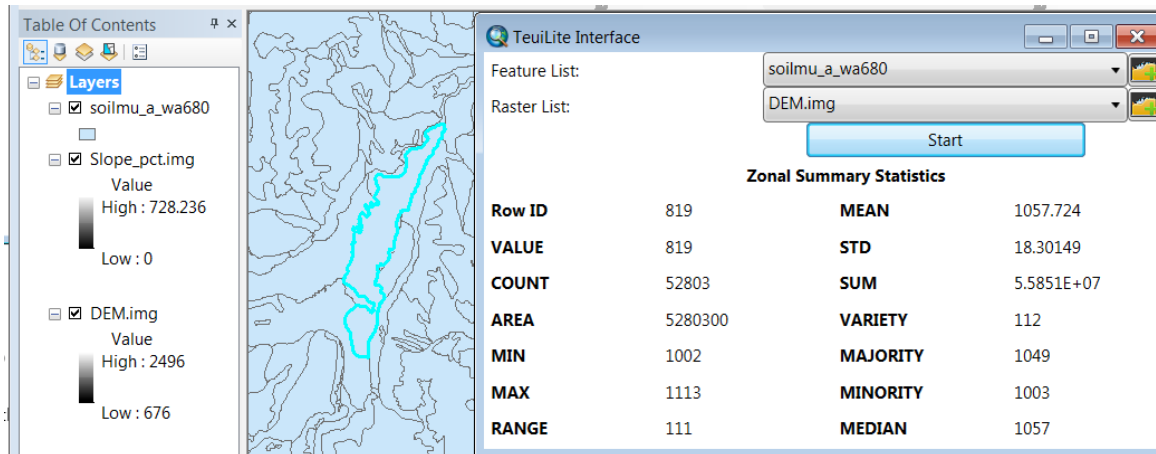 Table Of Contents
Layers
soilmu_a_wa680
Slope_pct.img
Value
High : 728.236
Low : 0
DEM.img
Value
High : 2496
Low : 676
TeuiLite Interface
Feature List: soilmu_a_wa680
Raster List: DEM.img
Start
Zonal Summary Statistics
Row ID 819 MEAN 1057.724
VALUE 819 STD 18.30149
COUNT 52803 SUM 5.5851E+07
AREA 5280300 VARIETY 112
MIN 1002 MAJORITY 1049
MAX 1113 MINORITY 1003
RANGE 111 MEDIAN 1057